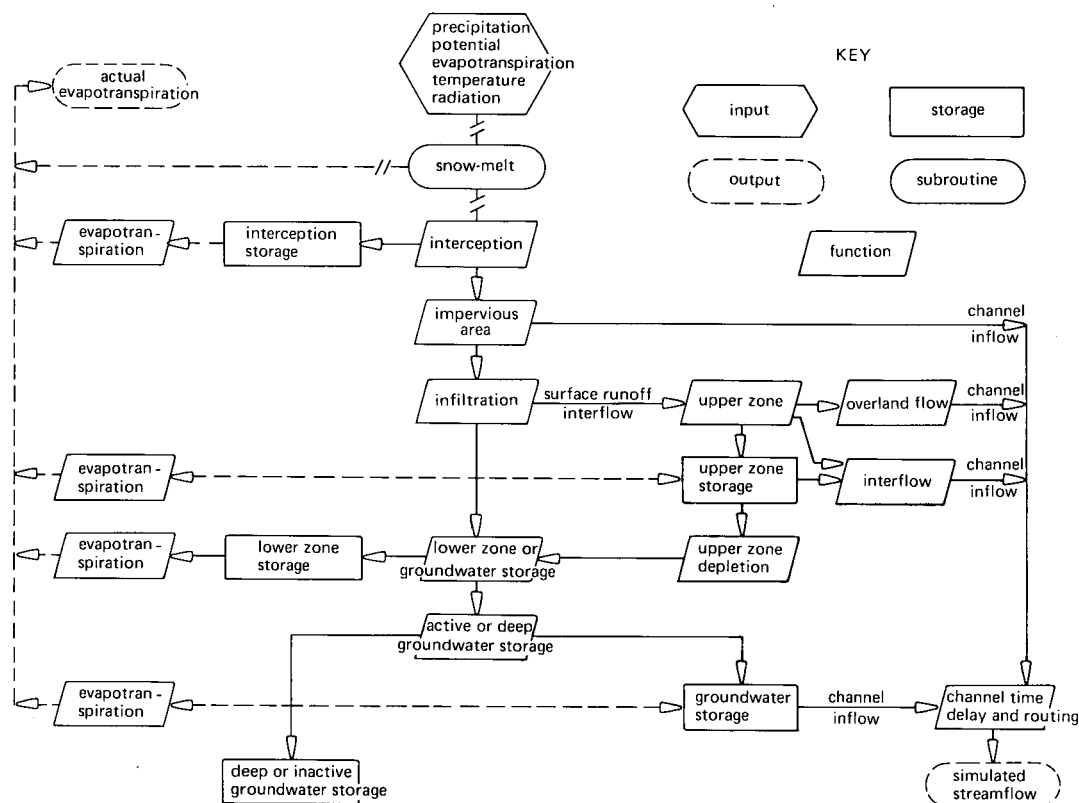 precipitation
potential
evapotranspiration
temperature
radiation
KEY
actual
evapotranspiration
input
storage
snow-melt
output
subroutine
evapotran-
spiration
interception
storage
interception
function
impervious
area
channel
inflow
infiltration
surface runoff
interflow
upper zone
overland flow
channel
inflow
evapotran-
spiration
upper zone
storage
interflow
channel
inflow
evapotran-
spiration
lower zone
storage
lower zone or
groundwater storage
upper zone
depletion
active or deep
groundwater storage
evapotran-
spiration
groundwater
storage
channel
inflow
channel time
delay and routing
deep or inactive
groundwater storage
simulated
streamflow